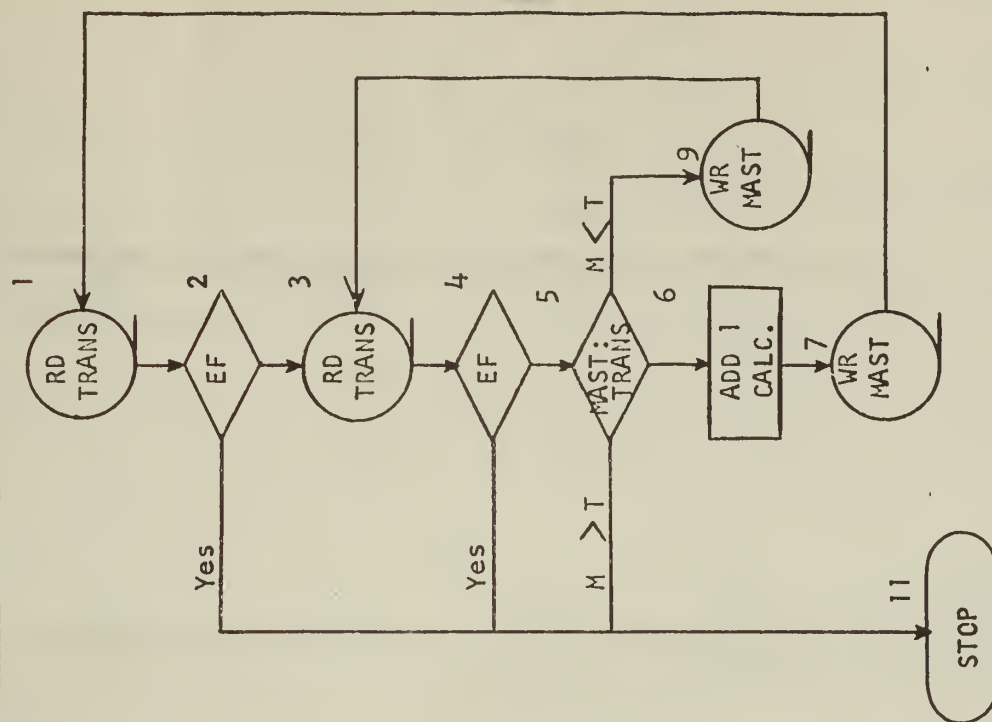 1
RD
TRANS
2
EF
Yes
3
RD
TRANS
4
EF
Yes
5
MAST:
TRANS
M > T
M < T
9
WR
MAST
6
ADD 1
CALC.
7
WR
MAST
11
STOP